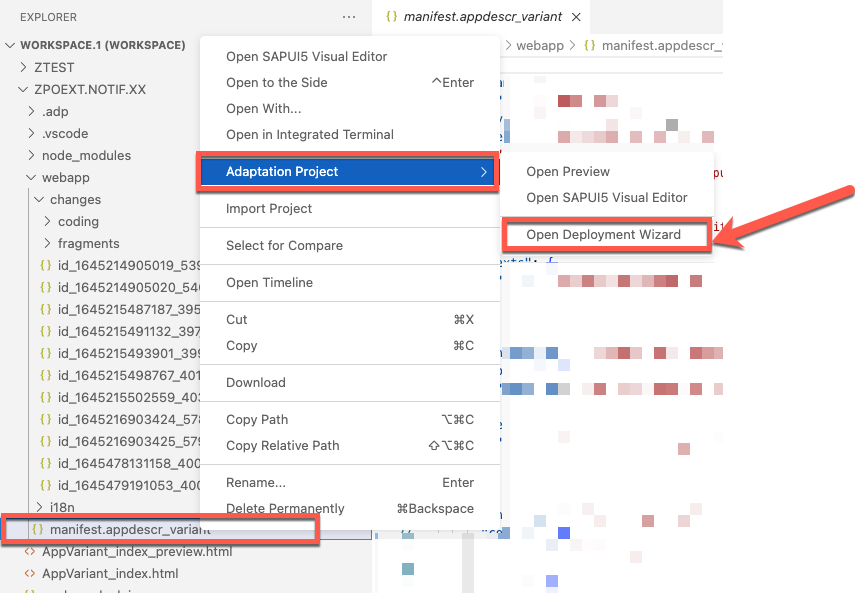 EXPLORER
...
WORKSPACE.1 (WORKSPACE)
ZTEST
ZPOEXT.NOTIF.XX
.adp
.vscode
node_modules
webapp
changes
coding
fragments
{} id_1645214905019_539
{} id_1645214905020_540
{} id_1645215487187_395
{} id_1645215491132_397
{} id_1645215493901_399
{} id_1645215498767_401
{} id_1645215502559_403
{} id_1645216903424_578
{} id_1645216903425_579
{} id_1645478131158_400
{} id_1645479191053_400
i18n
{} manifest.appdescr_variant
<> AppVariant_index_preview.html
<> AppVariant_index.html
{} manifest.appdescr_variant ×
> webapp > {} manifest.appdescr_v
Open SAPUI5 Visual Editor
Open to the Side ^Enter
Open With...
Open in Integrated Terminal
Adaptation Project >
Import Project
Select for Compare
Open Timeline
Cut ⌘X
Copy ⌘C
Download
Copy Path ⌥⌘C
Copy Relative Path ⇧⌥⌘C
Rename... Enter
Delete Permanently ⌘Backspace
Open Preview
Open SAPUI5 Visual Editor
Open Deployment Wizard